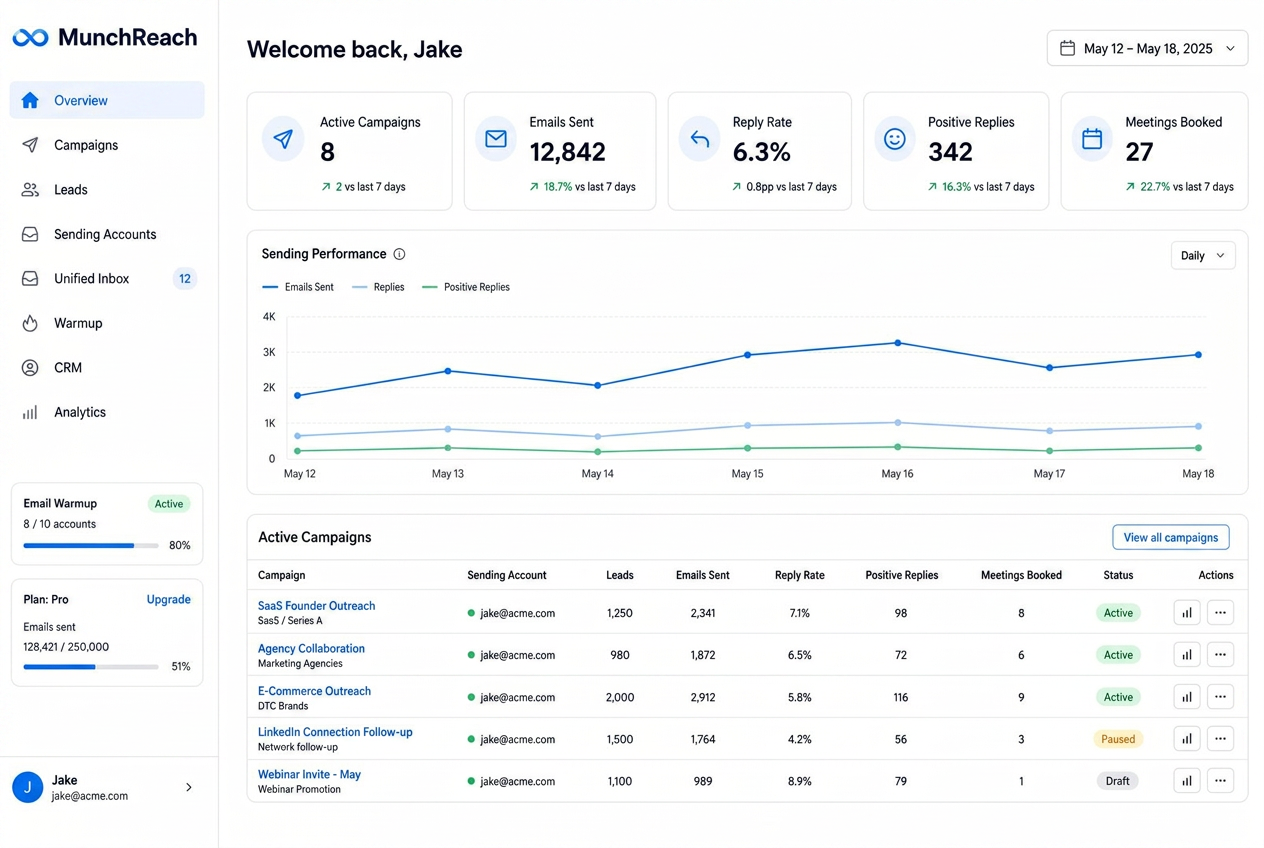 MunchReach
Overview
Campaigns
Leads
Sending Accounts
Unified Inbox 12
Warmup
CRM
Analytics
Email Warmup Active
8 / 10 accounts
80%
Plan: Pro Upgrade
Emails sent
128,421 / 250,000
51%
J
Jake
jake@acme.com
Welcome back, Jake
May 12 – May 18, 2025
Active Campaigns
8
2 vs last 7 days
Emails Sent
12,842
18.7% vs last 7 days
Reply Rate
6.3%
0.8pp vs last 7 days
Positive Replies
342
16.3% vs last 7 days
Meetings Booked
27
22.7% vs last 7 days
Sending Performance
Daily
Emails Sent Replies Positive Replies
4K
3K
2K
1K
0
May 12 May 13 May 14 May 15 May 16 May 17 May 18
Active Campaigns View all campaigns
Campaign Sending Account Leads Emails Sent Reply Rate Positive Replies Meetings Booked Status Actions
SaaS Founder Outreach
Sas5 / Series A
jake@acme.com 1,250 2,341 7.1% 98 8 Active
Agency Collaboration
Marketing Agencies
jake@acme.com 980 1,872 6.5% 72 6 Active
E-Commerce Outreach
DTC Brands
jake@acme.com 2,000 2,912 5.8% 116 9 Active
LinkedIn Connection Follow-up
Network follow-up
jake@acme.com 1,500 1,764 4.2% 56 3 Paused
Webinar Invite - May
Webinar Promotion
jake@acme.com 1,100 989 8.9% 79 1 Draft